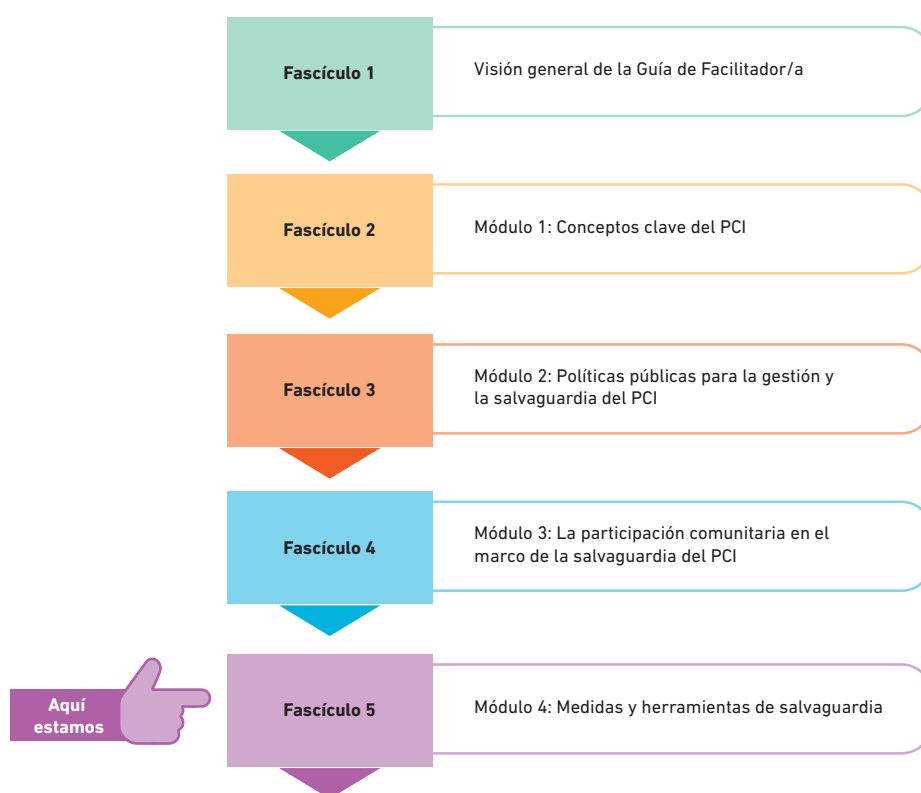 Fascículo 1
Visión general de la Guía de Facilitador/a
Fascículo 2
Módulo 1: Conceptos clave del PCI
Fascículo 3
Módulo 2: Políticas públicas para la gestión y
la salvaguardia del PCI
Fascículo 4
Módulo 3: La participación comunitaria en el
marco de la salvaguardia del PCI
Aquí
estamos
Fascículo 5
Módulo 4: Medidas y herramientas de salvaguardia